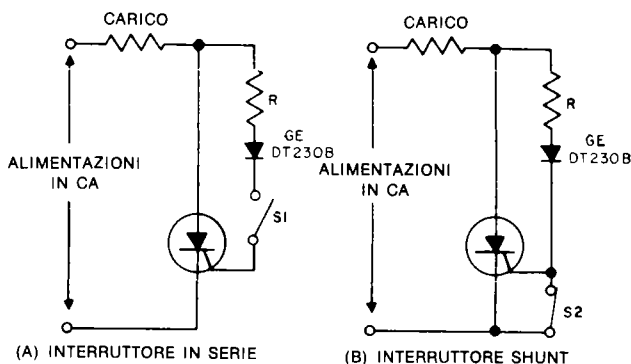 CARICO
R
GE
DT230B
ALIMENTAZIONI
IN CA
S1
(A) INTERRUTTORE IN SERIE
CARICO
R
GE
DT230B
ALIMENTAZIONI
IN CA
S2
(B) INTERRUTTORE SHUNT